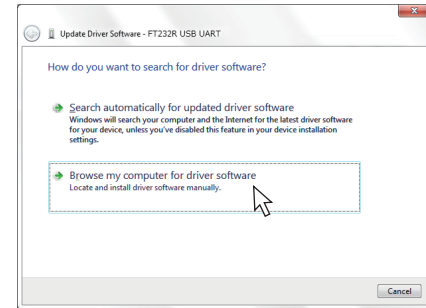 Update Driver Software - FT232R USB UART
How do you want to search for driver software?
Search automatically for updated driver software
Windows will search your computer and the Internet for the latest driver software
for your device, unless you've disabled this feature in your device installation
settings.
Browse my computer for driver software
Locate and install driver software manually.
Cancel